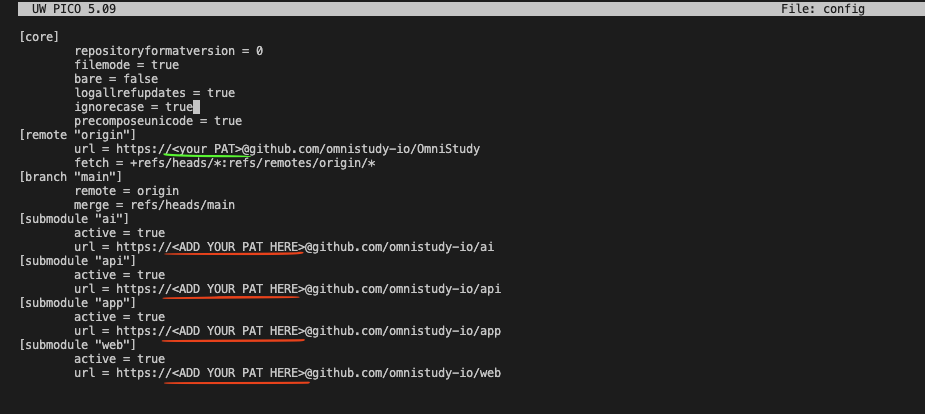 UW PICO 5.09 File: config
[core]
repositoryformatversion = 0
filemode = true
bare = false
logallrefupdates = true
ignorecase = true
precomposeunicode = true
[remote "origin"]
url = https://<your PAT>@github.com/omnistudy-io/OmniStudy
fetch = +refs/heads/*:refs/remotes/origin/*
[branch "main"]
remote = origin
merge = refs/heads/main
[submodule "ai"]
active = true
url = https://<ADD YOUR PAT HERE>@github.com/omnistudy-io/ai
[submodule "api"]
active = true
url = https://<ADD YOUR PAT HERE>@github.com/omnistudy-io/api
[submodule "app"]
active = true
url = https://<ADD YOUR PAT HERE>@github.com/omnistudy-io/app
[submodule "web"]
active = true
url = https://<ADD YOUR PAT HERE>@github.com/omnistudy-io/web